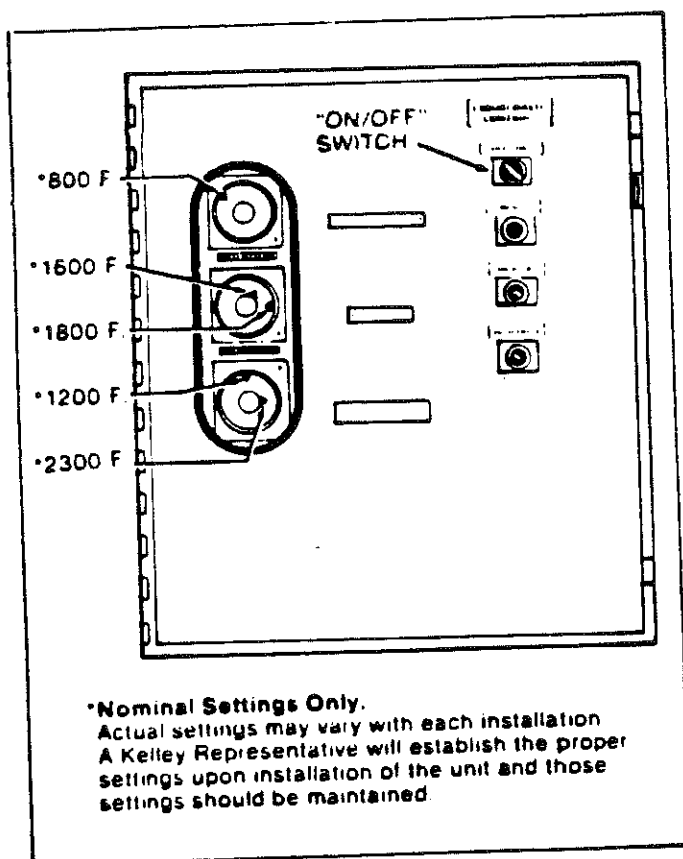 "ON/OFF"
SWITCH
*800 F
*1600 F
*1800 F
*1200 F
*2300 F
*Nominal Settings Only.
Actual settings may vary with each installation
A Kelley Representative will establish the proper
settings upon installation of the unit and those
settings should be maintained.